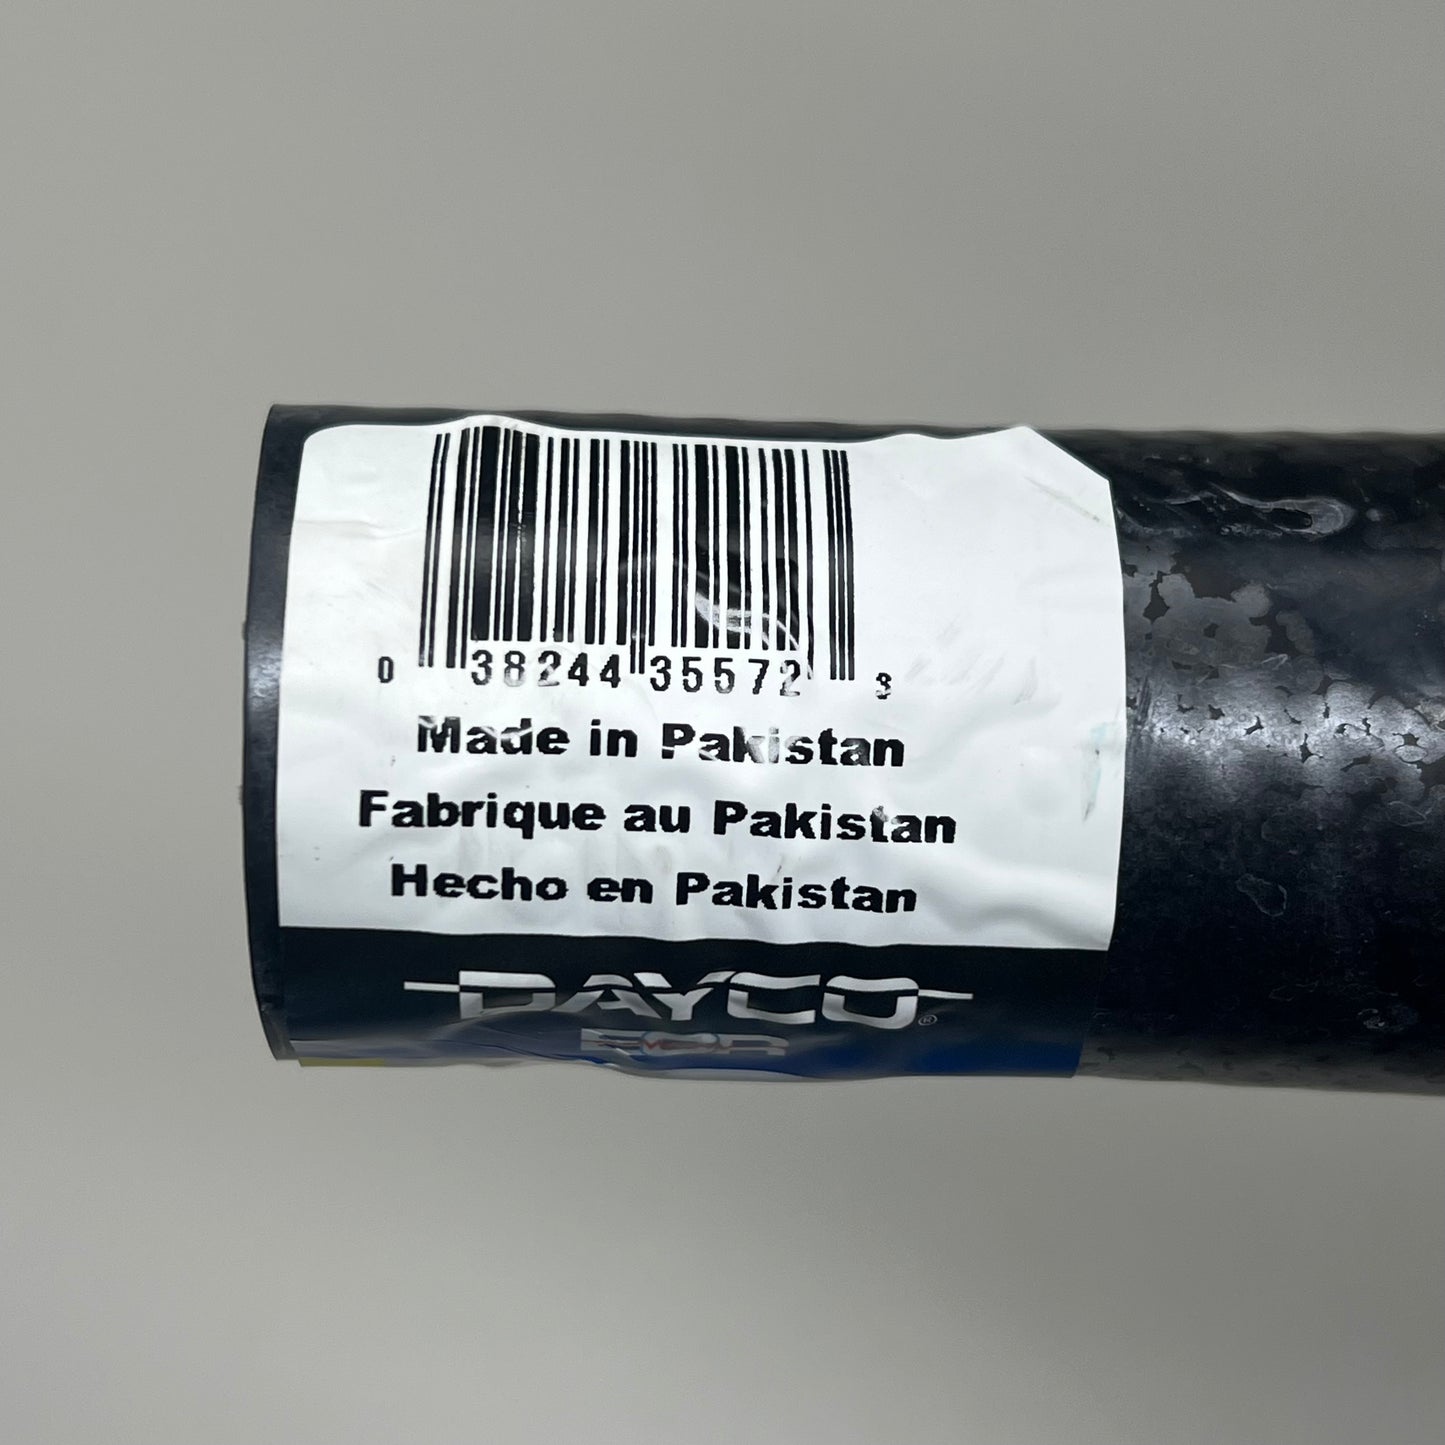 0 38244 35572 3
Made in Pakistan
Fabrique au Pakistan
Hecho en Pakistan
DAYCO®